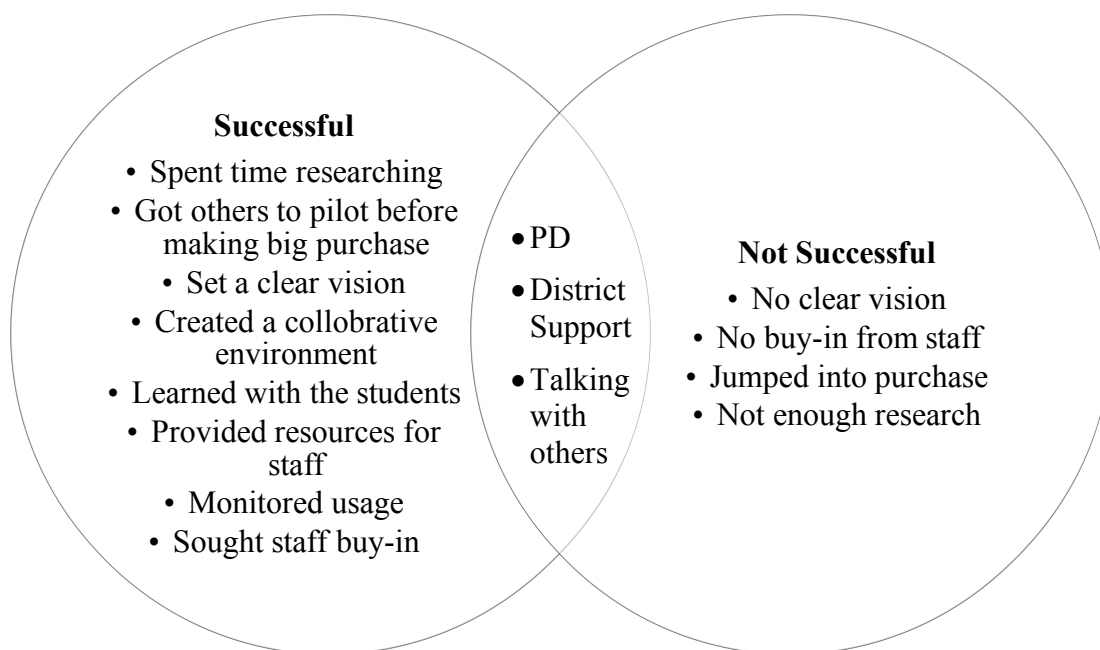 Successful
• Spent time researching
• Got others to pilot before
making big purchase
• Set a clear vision
• Created a collobrative
environment
• Learned with the students
• Provided resources for
staff
• Monitored usage
• Sought staff buy-in
• PD
• District
Support
• Talking
with
others
Not Successful
• No clear vision
• No buy-in from staff
• Jumped into purchase
• Not enough research